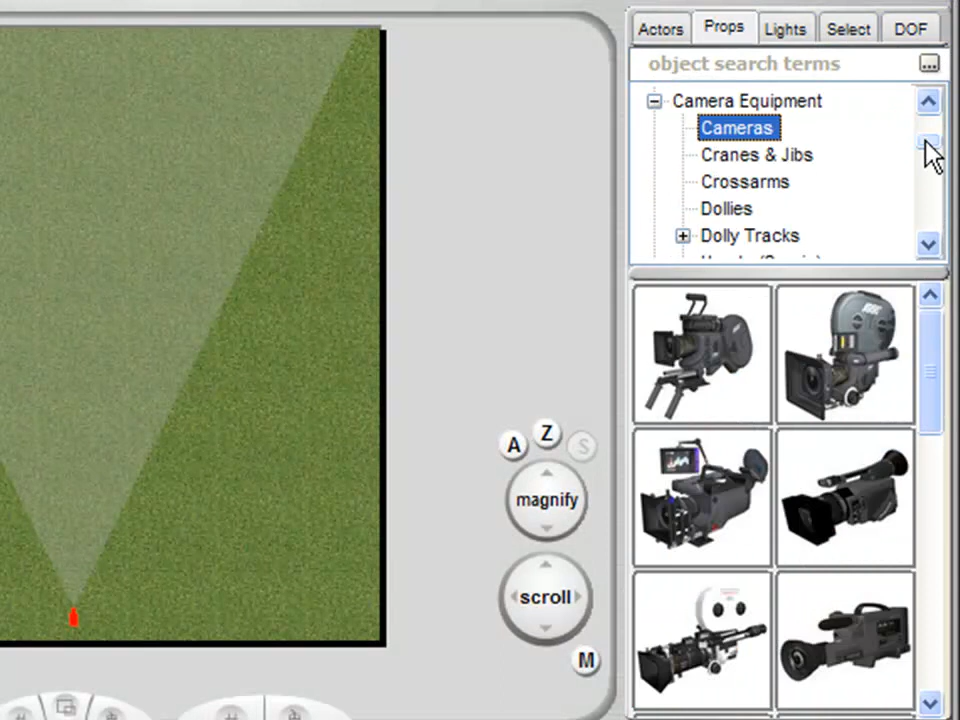 Actors Props Lights Select DOF
object search terms ...
Camera Equipment
Cameras
Cranes & Jibs
Crossarms
Dollies
Dolly Tracks
A Z S
magnify
scroll
M